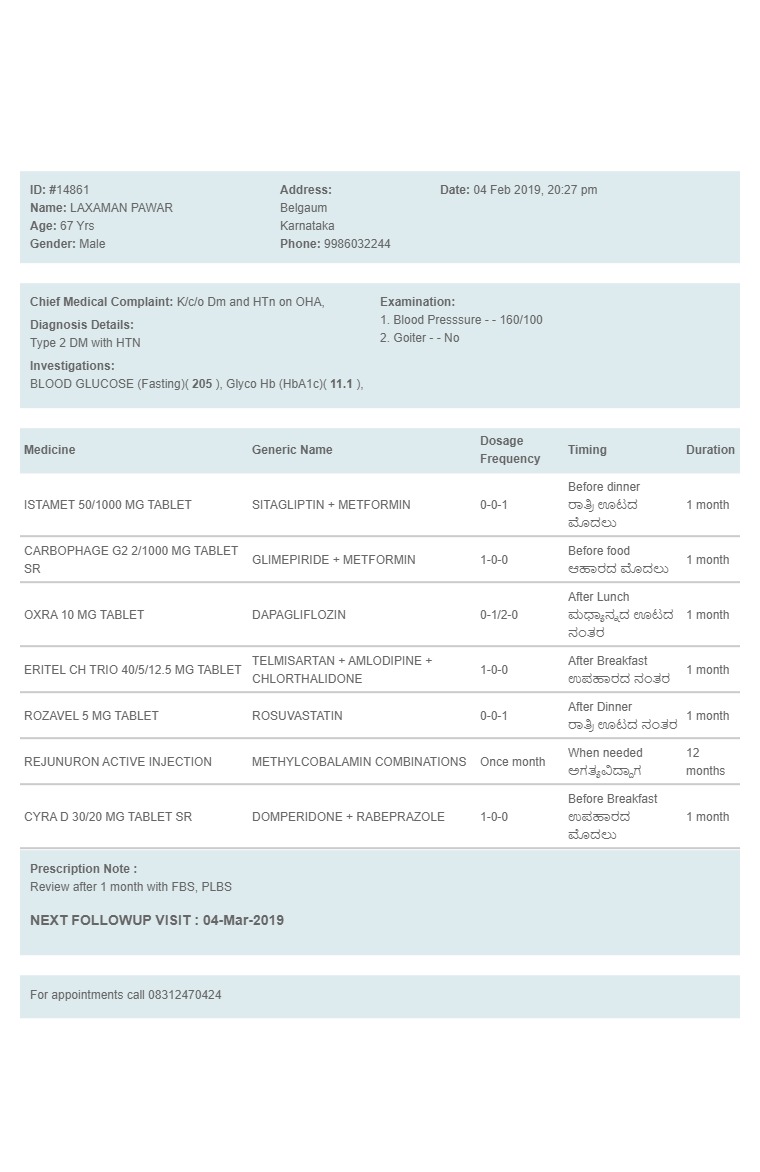 ID: #14861
Name: LAXAMAN PAWAR
Age: 67 Yrs
Gender: Male
Address:
Belgaum
Karnataka
Phone: 9986032244
Date: 04 Feb 2019, 20:27 pm
Chief Medical Complaint: K/c/o Dm and HTn on OHA,
Diagnosis Details:
Type 2 DM with HTN
Investigations:
BLOOD GLUCOSE (Fasting)( 205 ), Glyco Hb (HbA1c)( 11.1 ),
Examination:
1. Blood Presssure - - 160/100
2. Goiter - - No
Medicine Generic Name Dosage Frequency Timing Duration
ISTAMET 50/1000 MG TABLET SITAGLIPTIN + METFORMIN 0-0-1 Before dinner 1 month
ರಾತ್ರಿ ಊಟದ
ಮೊದಲು
CARBOPHAGE G2 2/1000 MG TABLET GLIMEPIRIDE + METFORMIN 1-0-0 Before food 1 month
SR ಆಹಾರದ ಮೊದಲು
OXRA 10 MG TABLET DAPAGLIFLOZIN 0-1/2-0 After Lunch 1 month
ಮಧ್ಯಾನ್ನದ ಊಟದ
ನಂತರ
ERITEL CH TRIO 40/5/12.5 MG TABLET TELMISARTAN + AMLODIPINE + 1-0-0 After Breakfast 1 month
CHLORTHALIDONE ಉಪಹಾರದ ನಂತರ
ROZAVEL 5 MG TABLET ROSUVASTATIN 0-0-1 After Dinner 1 month
ರಾತ್ರಿ ಊಟದ ನಂತರ
REJUNURON ACTIVE INJECTION METHYLCOBALAMIN COMBINATIONS Once month When needed 12
ಅಗತ್ಯವಿದ್ದಾಗ months
CYRA D 30/20 MG TABLET SR DOMPERIDONE + RABEPRAZOLE 1-0-0 Before Breakfast 1 month
ಉಪಹಾರದ
ಮೊದಲು
Prescription Note :
Review after 1 month with FBS, PLBS
NEXT FOLLOWUP VISIT : 04-Mar-2019
For appointments call 08312470424